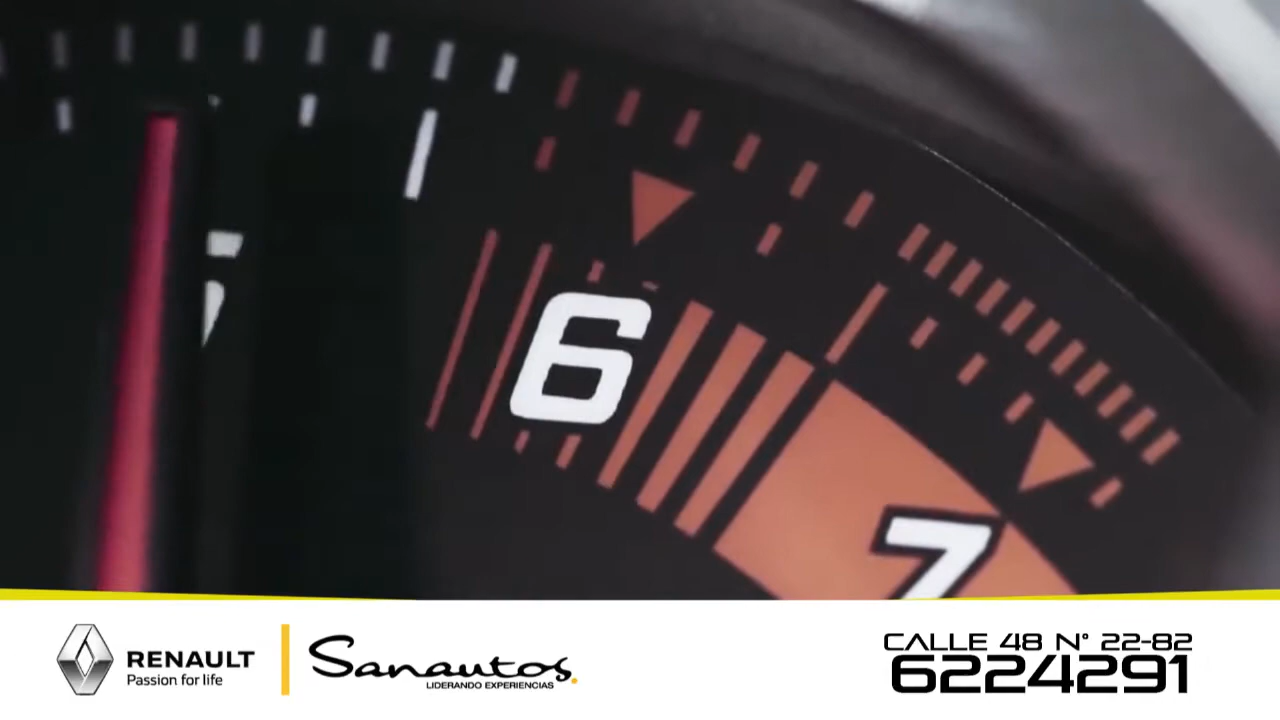 6
7
RENAULT
Passion for life
Sanautos.
LIDERANDO EXPERIENCIAS
CALLE 48 N° 22-82
6224291